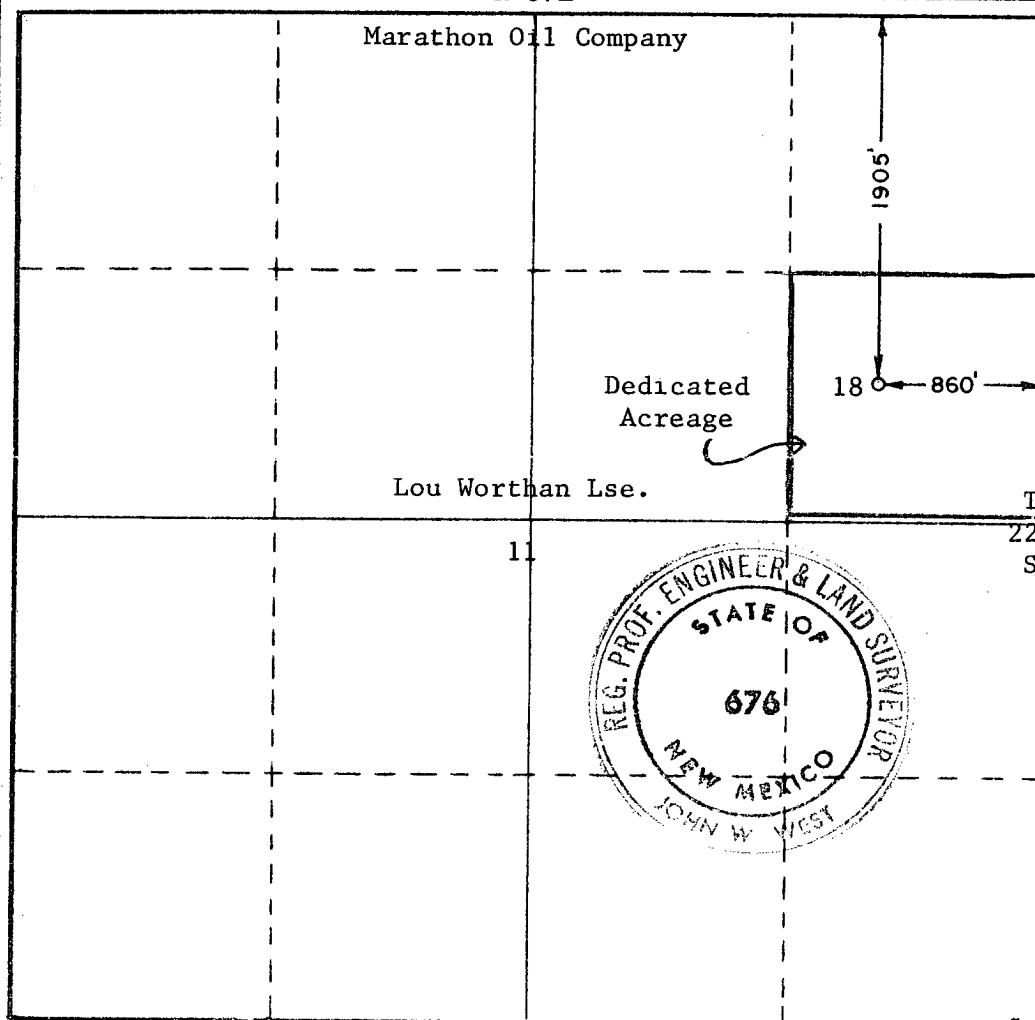 Marathon Oil Company
1905'
Dedicated
Acreage
18
860'
Lou Worthan Lse.
T
22
S
11
REG. PROF. ENGINEER & LAND SURVEYOR
STATE OF
676
NEW MEXICO
JOHN W WEST